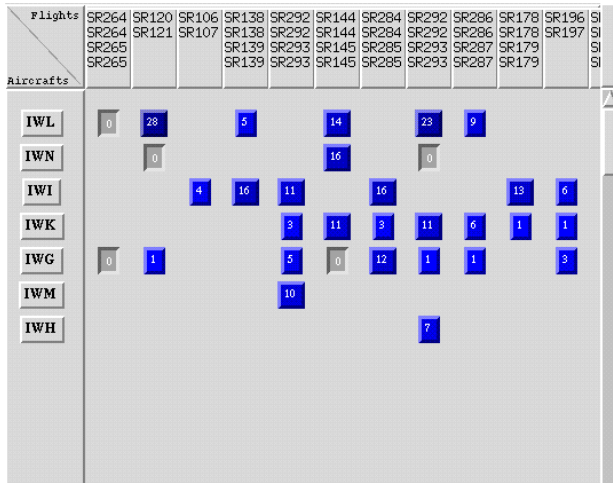 Flights SR264 SR120 SR106 SR138 SR292 SR144 SR284 SR292 SR286 SR178 SR196 S
SR264 SR121 SR107 SR138 SR292 SR144 SR284 SR292 SR286 SR178 SR197 S
SR265 SR139 SR293 SR145 SR285 SR293 SR287 SR179 S
SR265 SR139 SR293 SR145 SR285 SR293 SR287 SR179 S
Aircrafts
IWL 0 28 5 14 23 9
IWN 0 16 0
IWI 4 16 11 16 13 6
IWK 3 11 3 11 6 1 1
IWG 0 1 5 0 12 1 1 3
IWM 10
IWH 7